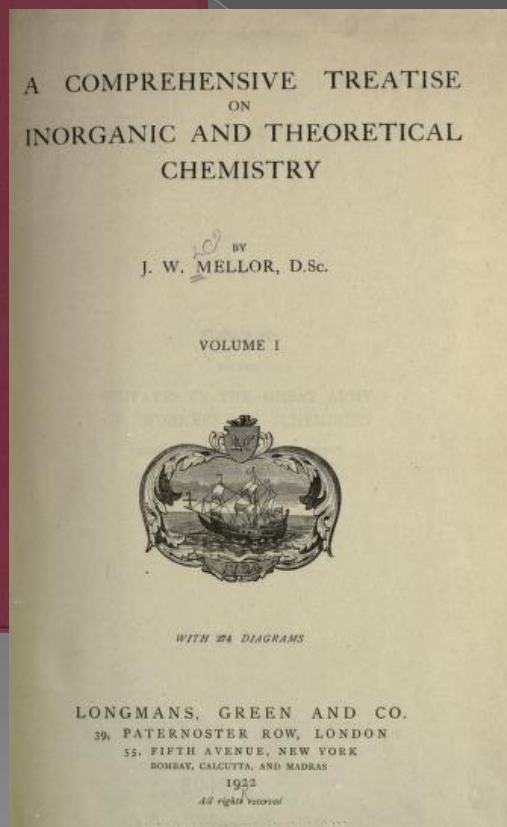 A COMPREHENSIVE TREATISE
ON
INORGANIC AND THEORETICAL
CHEMISTRY
BY
J. W. MELLOR, D.Sc.
VOLUME I
1724
WITH 274 DIAGRAMS
LONGMANS, GREEN AND CO.
39, PATERNOSTER ROW, LONDON
55, FIFTH AVENUE, NEW YORK
BOMBAY, CALCUTTA, AND MADRAS
1922
All rights reserved